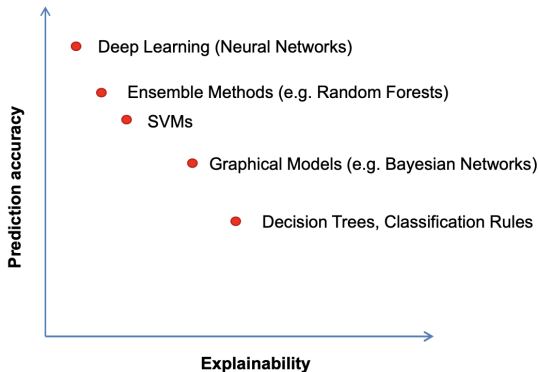 Deep Learning (Neural Networks)
Ensemble Methods (e.g. Random Forests)
SVMs
Graphical Models (e.g. Bayesian Networks)
Decision Trees, Classification Rules
Prediction accuracy
Explainability